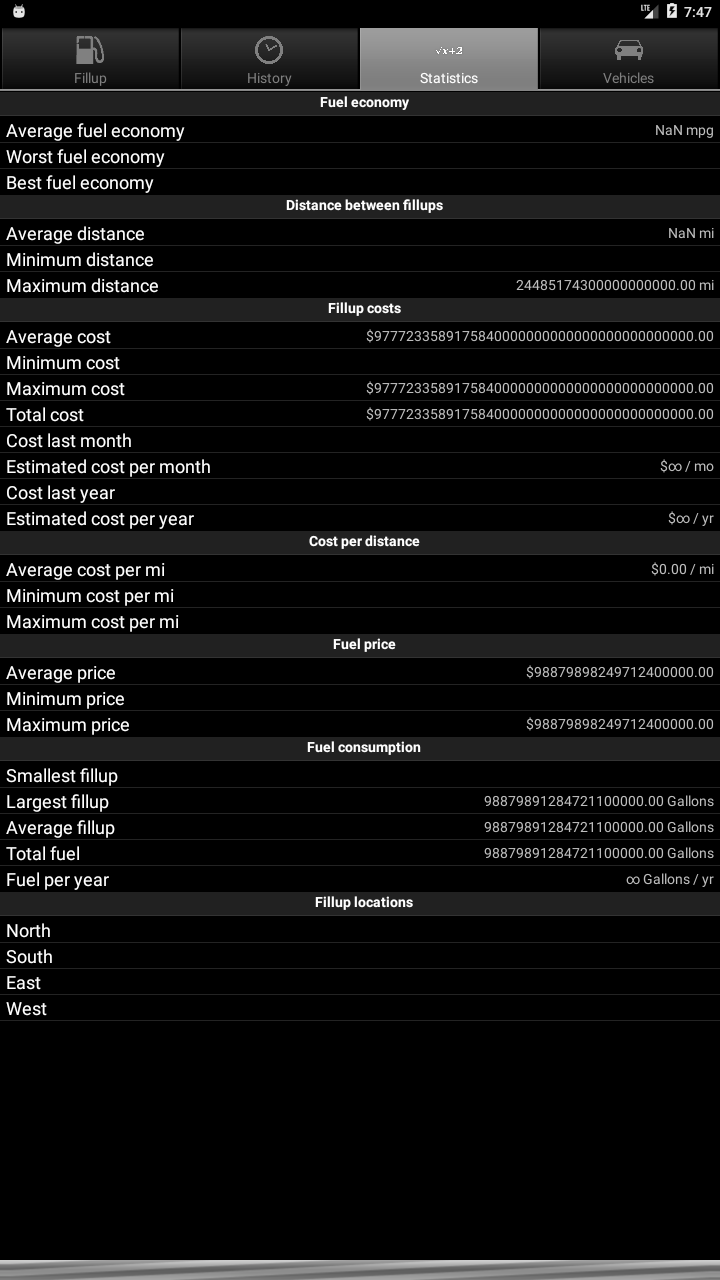 7:47
LTE
Fillup
History
√x+2
Statistics
Vehicles
Fuel economy
Average fuel economy NaN mpg
Worst fuel economy
Best fuel economy
Distance between fillups
Average distance NaN mi
Minimum distance
Maximum distance 24485174300000000000.00 mi
Fillup costs
Average cost $9777233589175840000000000000000000000000.00
Minimum cost
Maximum cost $9777233589175840000000000000000000000000.00
Total cost $9777233589175840000000000000000000000000.00
Cost last month
Estimated cost per month $∞ / mo
Cost last year
Estimated cost per year $∞ / yr
Cost per distance
Average cost per mi $0.00 / mi
Minimum cost per mi
Maximum cost per mi
Fuel price
Average price $98879898249712400000.00
Minimum price
Maximum price $98879898249712400000.00
Fuel consumption
Smallest fillup
Largest fillup 98879891284721100000.00 Gallons
Average fillup 98879891284721100000.00 Gallons
Total fuel 98879891284721100000.00 Gallons
Fuel per year ∞ Gallons / yr
Fillup locations
North
South
East
West